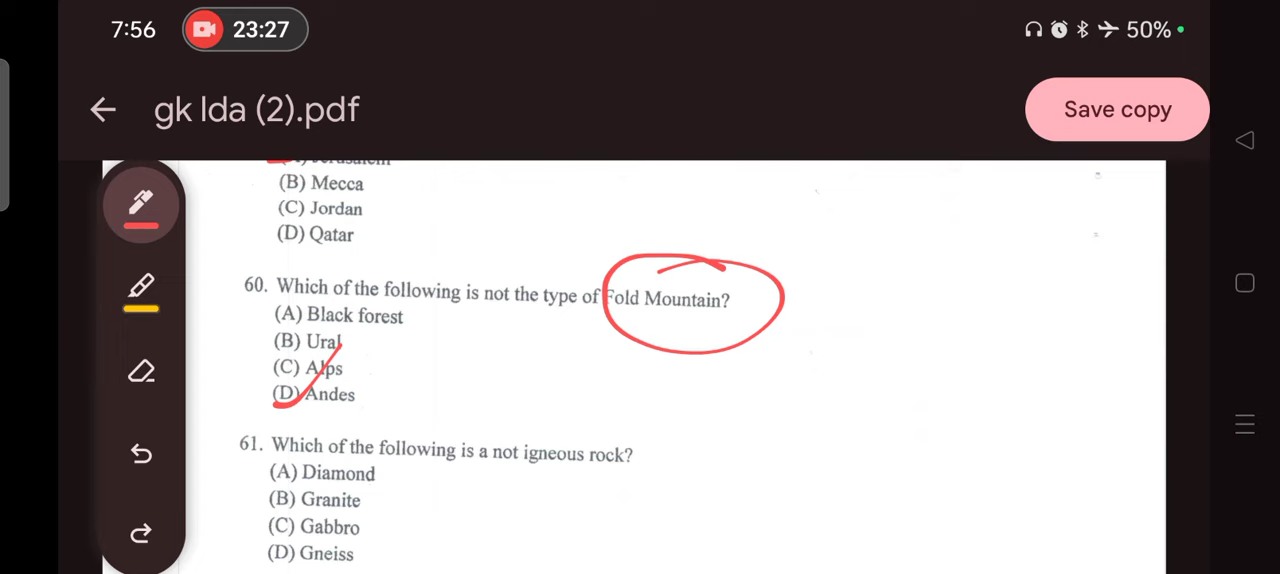 7:56 23:27 50%
gk lda (2).pdf Save copy
Jerusalem
(B) Mecca
(C) Jordan
(D) Qatar
60. Which of the following is not the type of Fold Mountain?
(A) Black forest
(B) Ural
(C) Alps
(D) Andes
61. Which of the following is a not igneous rock?
(A) Diamond
(B) Granite
(C) Gabbro
(D) Gneiss